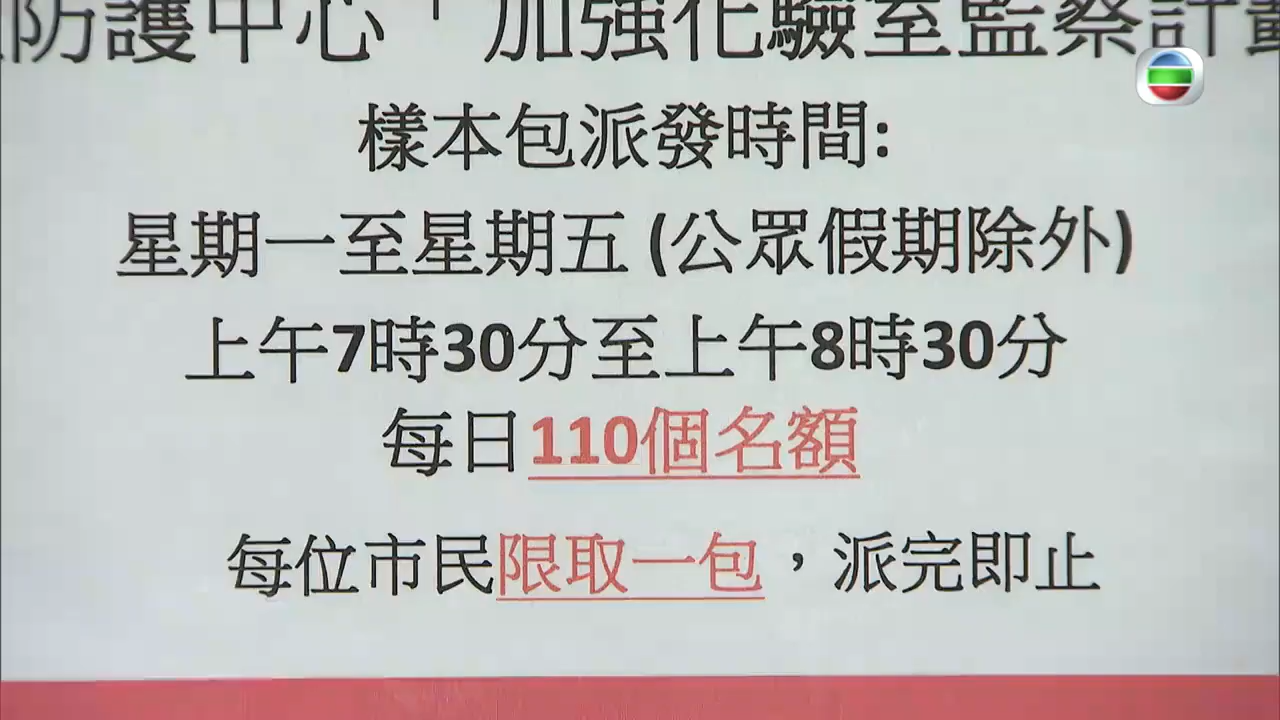 防護中心「加強化驗室監察計劃
樣本包派發時間:
星期一至星期五 (公眾假期除外)
上午7時30分至上午8時30分
每日110個名額
每位市民限取一包，派完即止